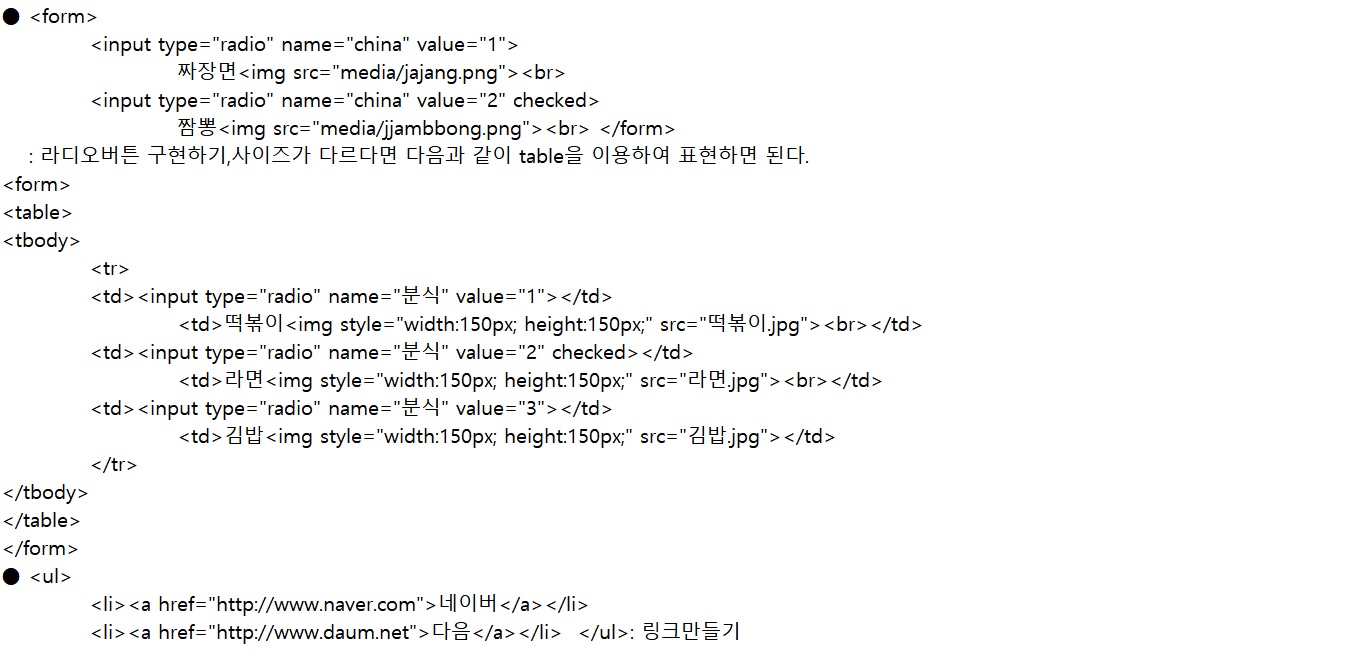 ● <form>
<input type="radio" name="china" value="1">
짜장면<img src="media/jajang.png"><br>
<input type="radio" name="china" value="2" checked>
짬뽕<img src="media/jjambbong.png"><br> </form>
: 라디오버튼 구현하기,사이즈가 다르다면 다음과 같이 table을 이용하여 표현하면 된다.
<form>
<table>
<tbody>
<tr>
<td><input type="radio" name="분식" value="1"></td>
<td>떡볶이<img style="width:150px; height:150px;" src="떡볶이.jpg"><br></td>
<td><input type="radio" name="분식" value="2" checked></td>
<td>라면<img style="width:150px; height:150px;" src="라면.jpg"><br></td>
<td><input type="radio" name="분식" value="3"></td>
<td>김밥<img style="width:150px; height:150px;" src="김밥.jpg"></td>
</tr>
</tbody>
</table>
</form>
● <ul>
<li><a href="http://www.naver.com">네이버</a></li>
<li><a href="http://www.daum.net">다음</a></li> </ul>: 링크만들기